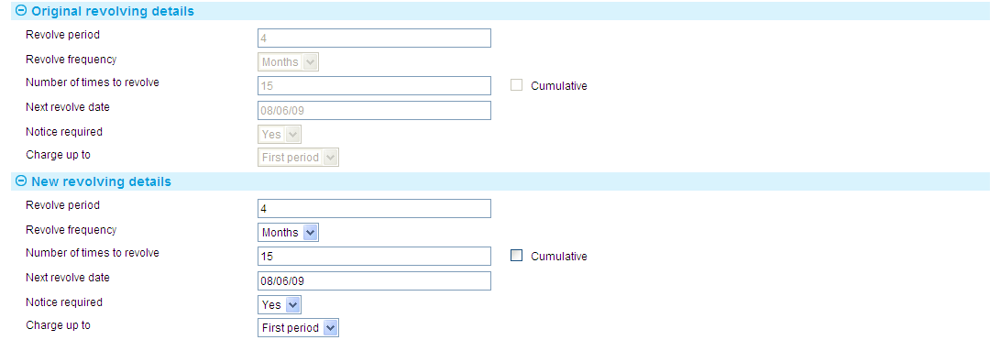 Original revolving details
Revolve period 4
Revolve frequency Months
Number of times to revolve 15 Cumulative
Next revolve date 08/06/09
Notice required Yes
Charge up to First period
New revolving details
Revolve period 4
Revolve frequency Months
Number of times to revolve 15 Cumulative
Next revolve date 08/06/09
Notice required Yes
Charge up to First period